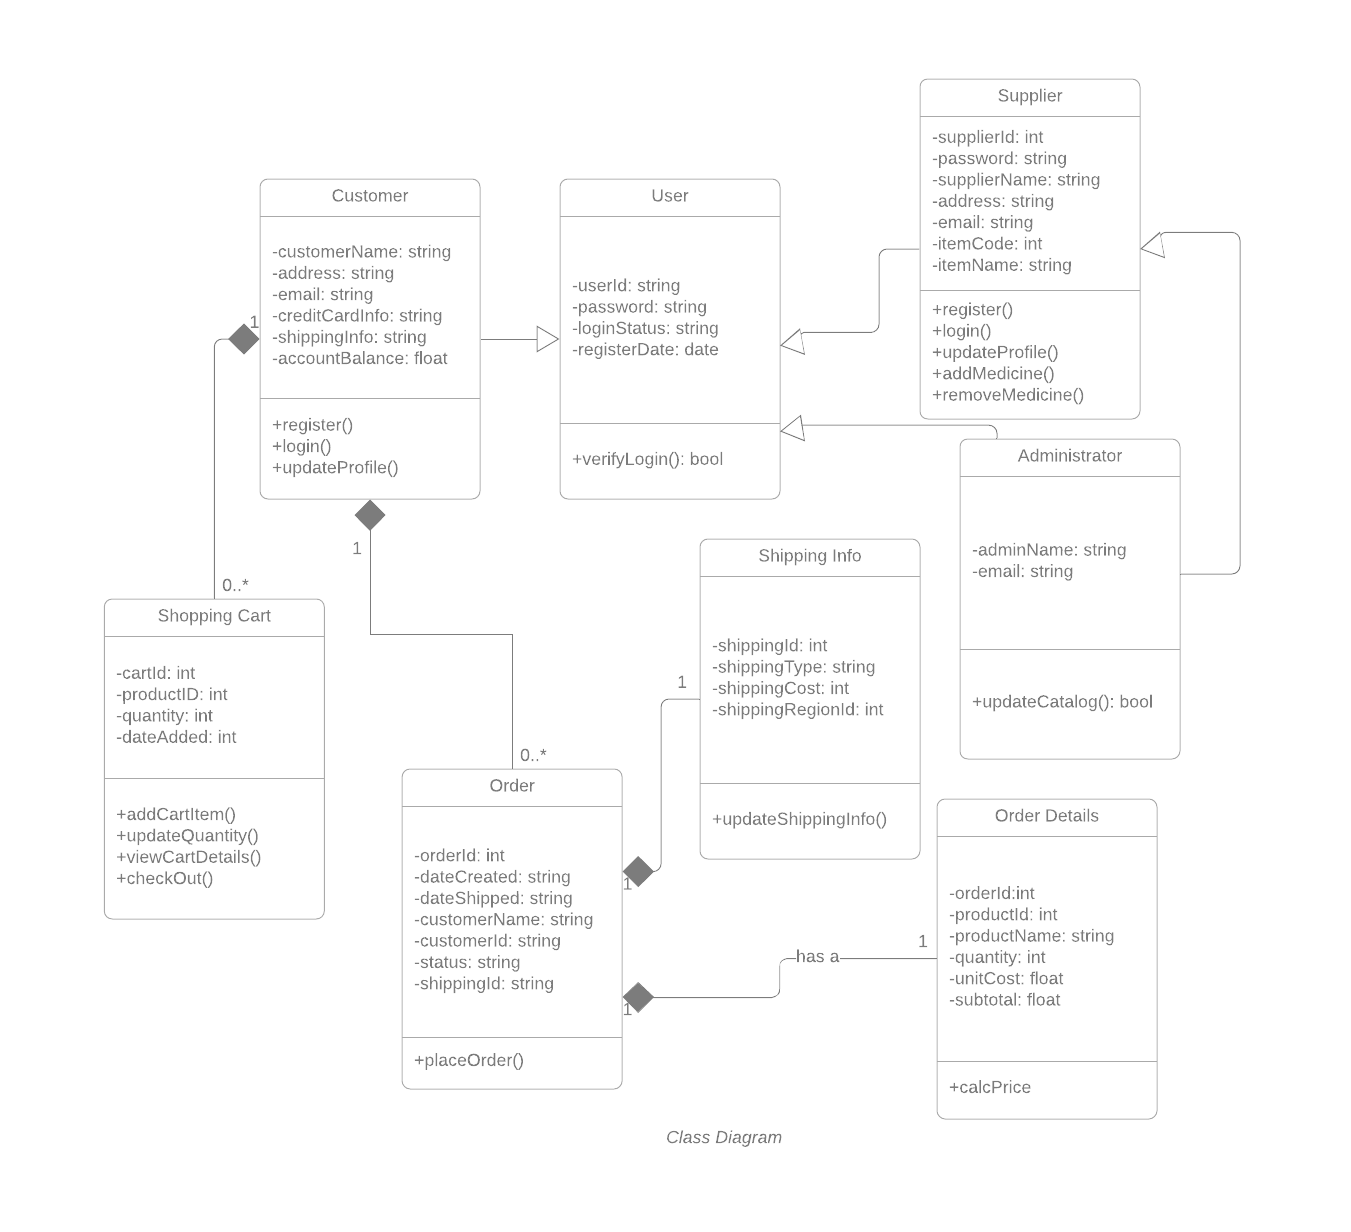 Supplier
-supplierId: int
-password: string
-supplierName: string
-address: string
-email: string
-itemCode: int
-itemName: string
+register()
+login()
+updateProfile()
+addMedicine()
+removeMedicine()
Customer
-customerName: string
-address: string
-email: string
-creditCardInfo: string
-shippingInfo: string
-accountBalance: float
+register()
+login()
+updateProfile()
User
-userId: string
-password: string
-loginStatus: string
-registerDate: date
+verifyLogin(): bool
1
1
0..*
Administrator
-adminName: string
-email: string
+updateCatalog(): bool
Shopping Cart
-cartId: int
-productID: int
-quantity: int
-dateAdded: int
+addCartItem()
+updateQuantity()
+viewCartDetails()
+checkOut()
Shipping Info
-shippingId: int
-shippingType: string
-shippingCost: int
-shippingRegionId: int
+updateShippingInfo()
1
0..*
Order
-orderId: int
-dateCreated: string
-dateShipped: string
-customerName: string
-customerId: string
-status: string
-shippingId: string
+placeOrder()
1
1
has a
1
Order Details
-orderId:int
-productId: int
-productName: string
-quantity: int
-unitCost: float
-subtotal: float
+calcPrice
Class Diagram